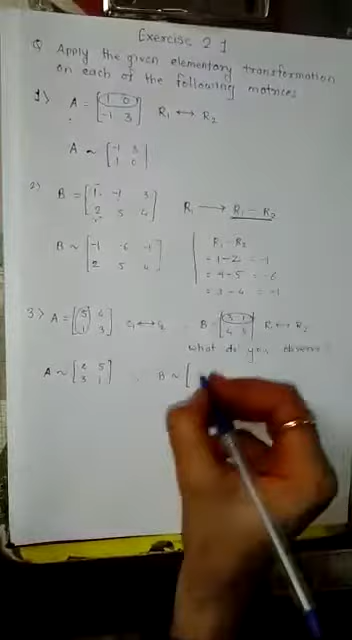 Exercise 2 1
Q Apply the given elementary transformation
on each of the following matrices
1) A = [1 0
-1 3] R1 ↔ R2
A ~ [-1 3
1 0]
2) B = [1 -1 3
2 5 4] R1 → R1 - R2
B ~ [-1 -6 -1
2 5 4]
R1 - R2
= 1 - 2 = -1
= -1 - 5 = -6
= 3 - 4 = -1
3) A = [5 4
1 3] C1 ↔ C2 B = [3 1
4 5] R1 ↔ R2
what do you observe
A ~ [ 5
3 1] B ~ [